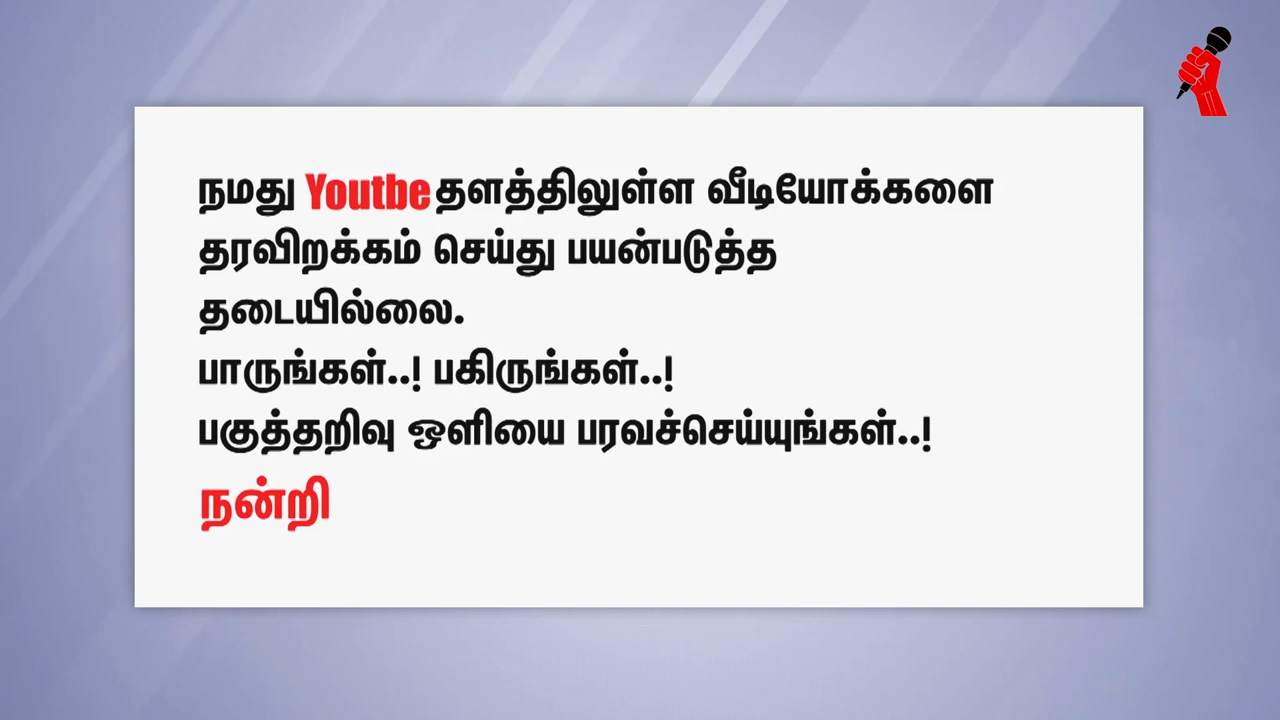 நமது Youtbe தளத்திலுள்ள வீடியோக்களை
தரவிறக்கம் செய்து பயன்படுத்த
தடையில்லை.
பாருங்கள்..! பகிருங்கள்..!
பகுத்தறிவு ஒளியை பரவச்செய்யுங்கள்..!
நன்றி